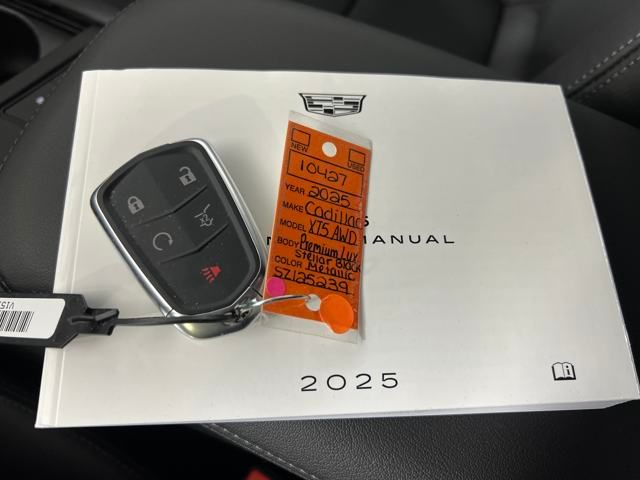 NEW
USED
10427
YEAR 2025
MAKE Cadillac
MODEL XT5 AWD
BODY Premium Lux
Stellar Black
COLOR Metallic
SZ125239
MANUAL
2025